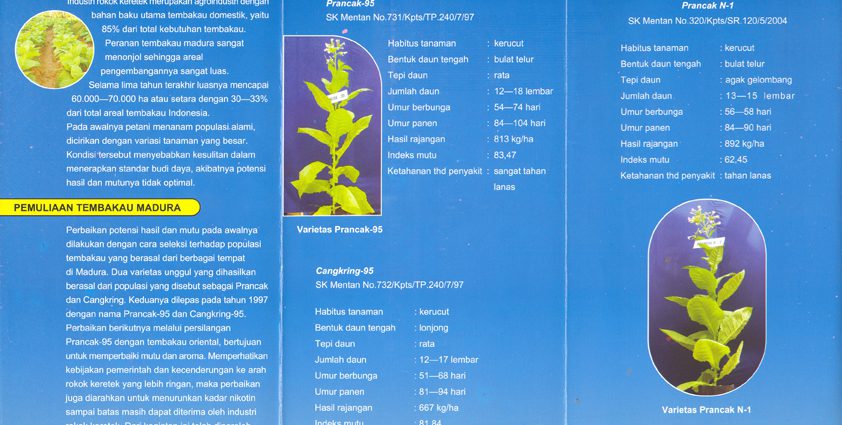 Industri rokok keretek merupakan agroindustri dengan
bahan baku utama tembakau domestik, yaitu
85% dari total kebutuhan tembakau.
Peranan tembakau madura sangat
menonjol sehingga areal
pengembangannya sangat luas.
Selama lima tahun terakhir luasnya mencapai
60.000—70.000 ha atau setara dengan 30—33%
dari total areal tembakau Indonesia.
Pada awalnya petani menanam populasi alami,
dicirikan dengan variasi tanaman yang besar.
Kondisi tersebut menyebabkan kesulitan dalam
menerapkan standar budi daya, akibatnya potensi
hasil dan mutunya tidak optimal.
PEMULIAAN TEMBAKAU MADURA
Perbaikan potensi hasil dan mutu pada awalnya
dilakukan dengan cara seleksi terhadap populasi
tembakau yang berasal dari berbagai tempat
di Madura. Dua varietas unggul yang dihasilkan
berasal dari populasi yang disebut sebagai Prancak
dan Cangkring. Keduanya dilepas pada tahun 1997
dengan nama Prancak-95 dan Cangkring-95.
Perbaikan berikutnya melalui persilangan
Prancak-95 dengan tembakau oriental, bertujuan
untuk memperbaiki mutu dan aroma. Memperhatikan
kebijakan pemerintah dan kecenderungan ke arah
rokok keretek yang lebih ringan, maka perbaikan
juga diarahkan untuk menurunkan kadar nikotin
sampai batas masih dapat diterima oleh industri
rokok keretek. Dari kegiatan ini telah diperoleh
Prancak-95
SK Mentan No.731/Kpts/TP.240/7/97
Habitus tanaman : kerucut
Bentuk daun tengah : bulat telur
Tepi daun : rata
Jumlah daun : 12—18 lembar
Umur berbunga : 54—74 hari
Umur panen : 84—104 hari
Hasil rajangan : 813 kg/ha
Indeks mutu : 83,47
Ketahanan thd penyakit : sangat tahan
lanas
Varietas Prancak-95
Cangkring-95
SK Mentan No.732/Kpts/TP.240/7/97
Habitus tanaman : kerucut
Bentuk daun tengah : lonjong
Tepi daun : rata
Jumlah daun : 12—17 lembar
Umur berbunga : 51—68 hari
Umur panen : 81—94 hari
Hasil rajangan : 667 kg/ha
Indeks mutu : 81,84
Prancak N-1
SK Mentan No.320/Kpts/SR.120/5/2004
Habitus tanaman : kerucut
Bentuk daun tengah : bulat telur
Tepi daun : agak gelombang
Jumlah daun : 13—15 lembar
Umur berbunga : 56—58 hari
Umur panen : 84—90 hari
Hasil rajangan : 892 kg/ha
Indeks mutu : 62,45
Ketahanan thd penyakit : tahan lanas
Varietas Prancak N-1